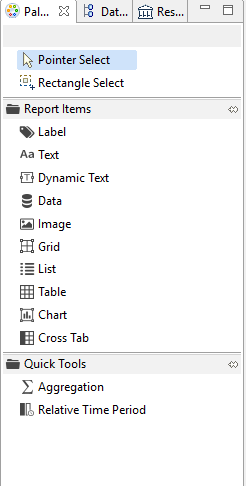 Pal... Dat... Res...
Pointer Select
Rectangle Select
Report Items
Label
Aa Text
T Dynamic Text
Data
Image
Grid
List
Table
Chart
Cross Tab
Quick Tools
Σ Aggregation
Relative Time Period